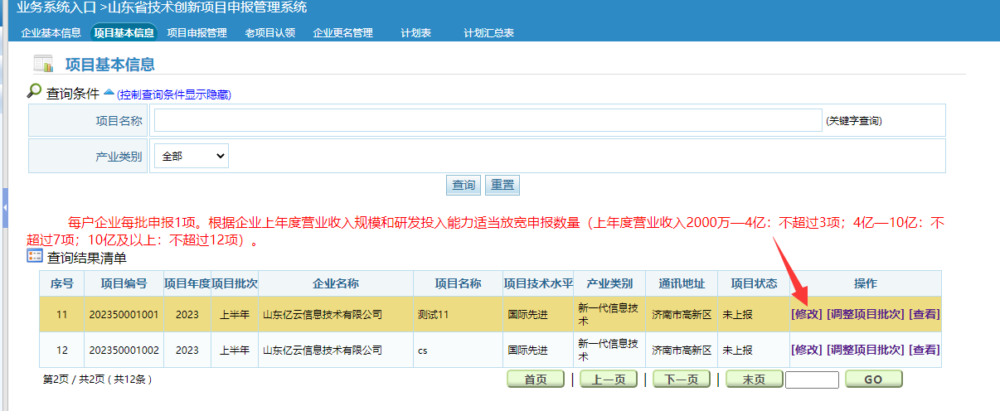 业务系统入口 >山东省技术创新项目申报管理系统
企业基本信息 项目基本信息 项目申报管理 老项目认领 企业更名管理 计划表 计划汇总表
项目基本信息
查询条件 (控制查询条件显示隐藏)
项目名称 (关键字查询)
产业类别 全部
查询 重置
每户企业每批申报1项。根据企业上年度营业收入规模和研发投入能力适当放宽申报数量（上年度营业收入2000万—4亿：不超过3项；4亿—10亿：不
超过7项；10亿及以上：不超过12项）。
查询结果清单
序号 项目编号 项目年度 项目批次 企业名称 项目名称 项目技术水平 产业类别 通讯地址 项目状态 操作
11 202350001001 2023 上半年 山东亿云信息技术有限公司 测试11 国际先进 新一代信息技术 济南市高新区 未上报 [修改] [调整项目批次] [查看]
12 202350001002 2023 上半年 山东亿云信息技术有限公司 cs 国际先进 新一代信息技术 济南市高新区 未上报 [修改] [调整项目批次] [查看]
第2页 / 共2页 ( 共12条 ) 首页 | 上一页 | 下一页 | 末页 GO